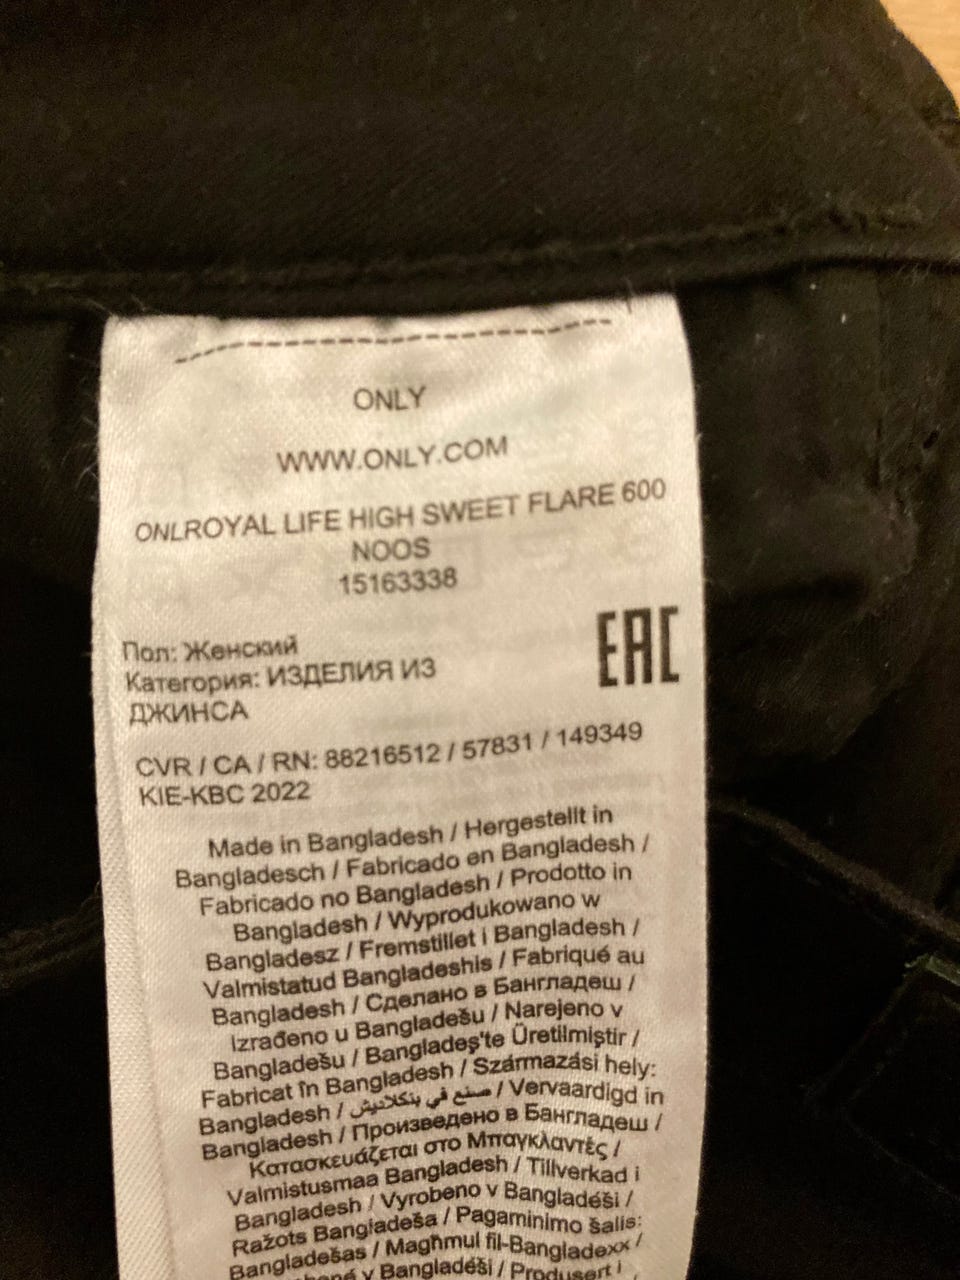 ONLY
WWW.ONLY.COM
ONLROYAL LIFE HIGH SWEET FLARE 600
NOOS
15163338
EAC
Пол: Женский
Категория: ИЗДЕЛИЯ ИЗ
ДЖИНСА
CVR / CA / RN: 88216512 / 57831 / 149349
KIE-KBC 2022
Made in Bangladesh / Hergestellt in
Bangladesch / Fabricado en Bangladesh /
Fabricado no Bangladesh / Prodotto in
Bangladesh / Wyprodukowano w
Bangladesz / Fremstillet i Bangladesh /
Valmistatud Bangladeshis / Fabriqué au
Bangladesh / Сделано в Бангладеш /
Izrađeno u Bangladešu / Narejeno v
Bangladešu / Bangladeş'te Üretilmiştir /
Fabricat în Bangladesh / Származási hely:
Bangladesh / صنع في بنكلاديش / Vervaardigd in
Bangladesh / Произведено в Бангладеш /
Κατασκευάζεται στο Μπαγκλαντές /
Valmistusmaa Bangladesh / Tillverkad i
Bangladesh / Vyrobeno v Bangladéši /
Ražots Bangladeša / Pagaminimo šalis:
Bangladešas / Magħmul fil-Bangladexx /
v Bangladéši / Produsert i